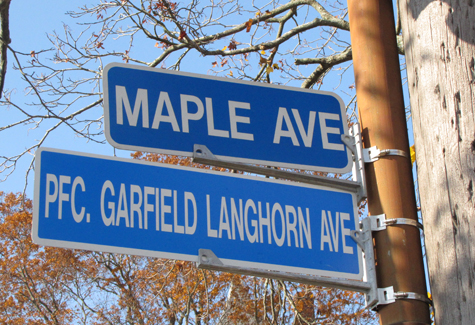 MAPLE AVE
PFC. GARFIELD LANGHORN AVE